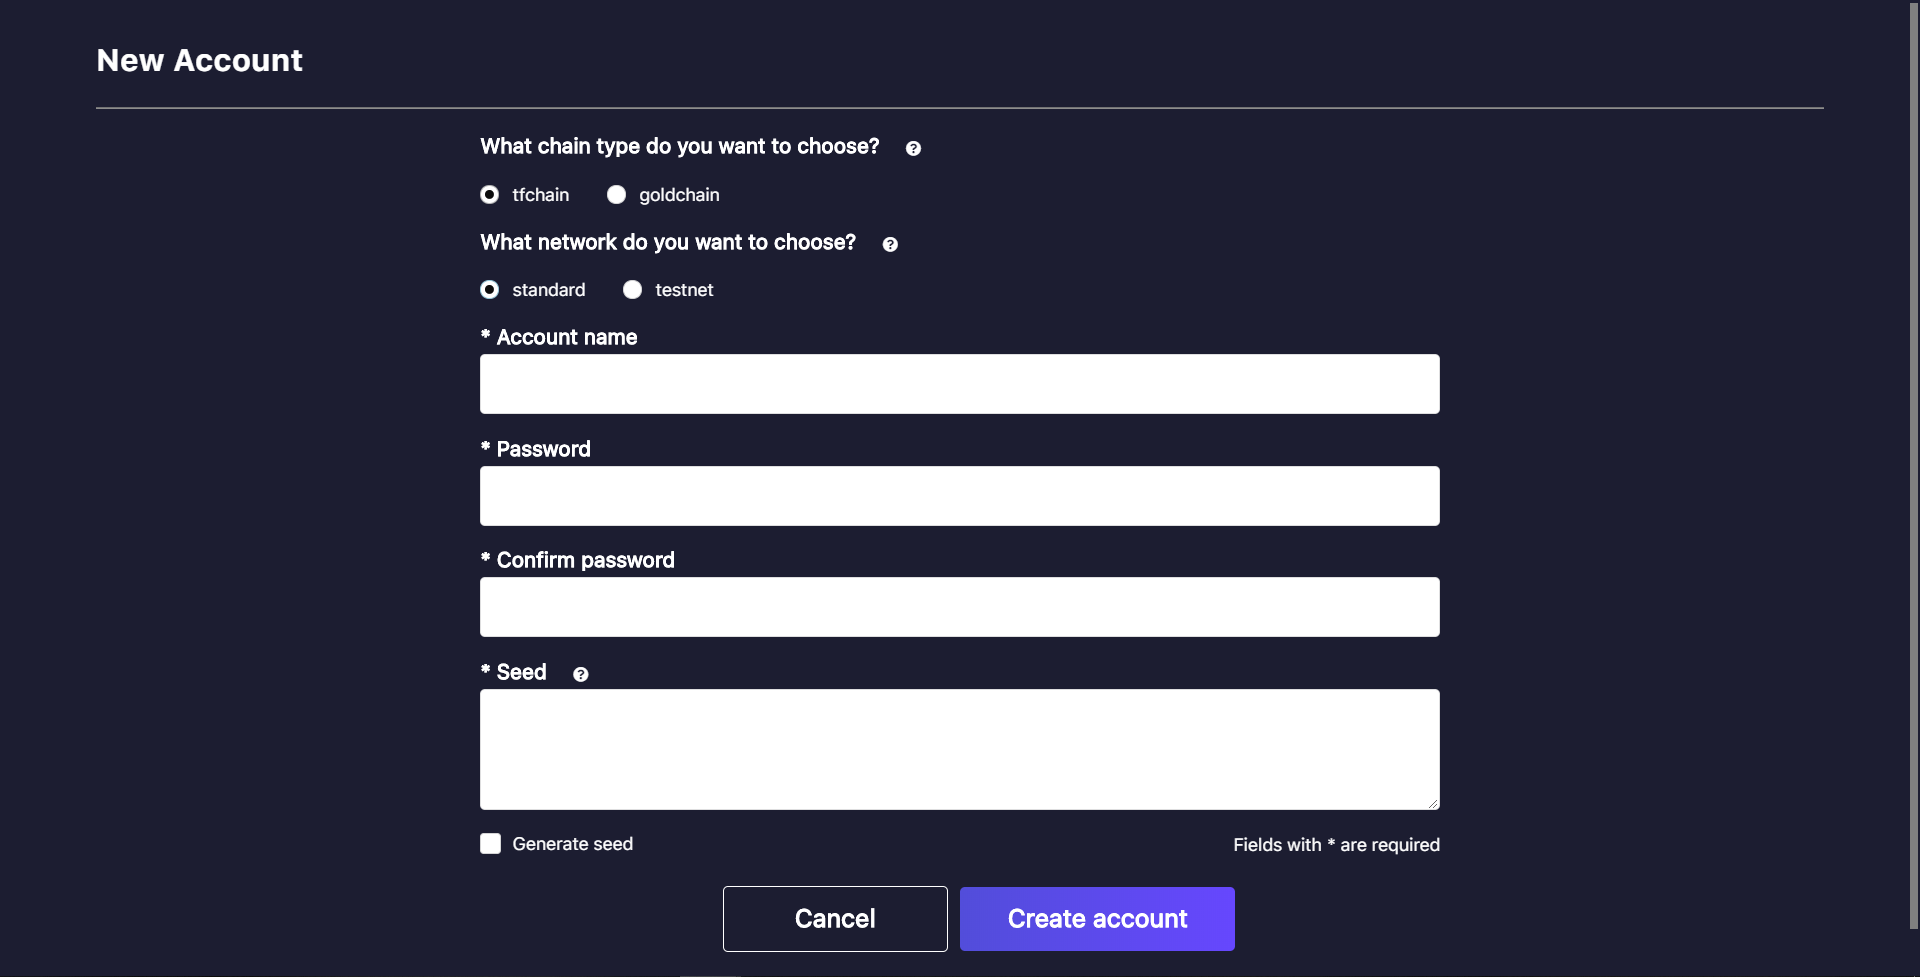 New Account
What chain type do you want to choose? ?
tfchain goldchain
What network do you want to choose? ?
standard testnet
* Account name
* Password
* Confirm password
* Seed ?
Generate seed Fields with * are required
Cancel Create account